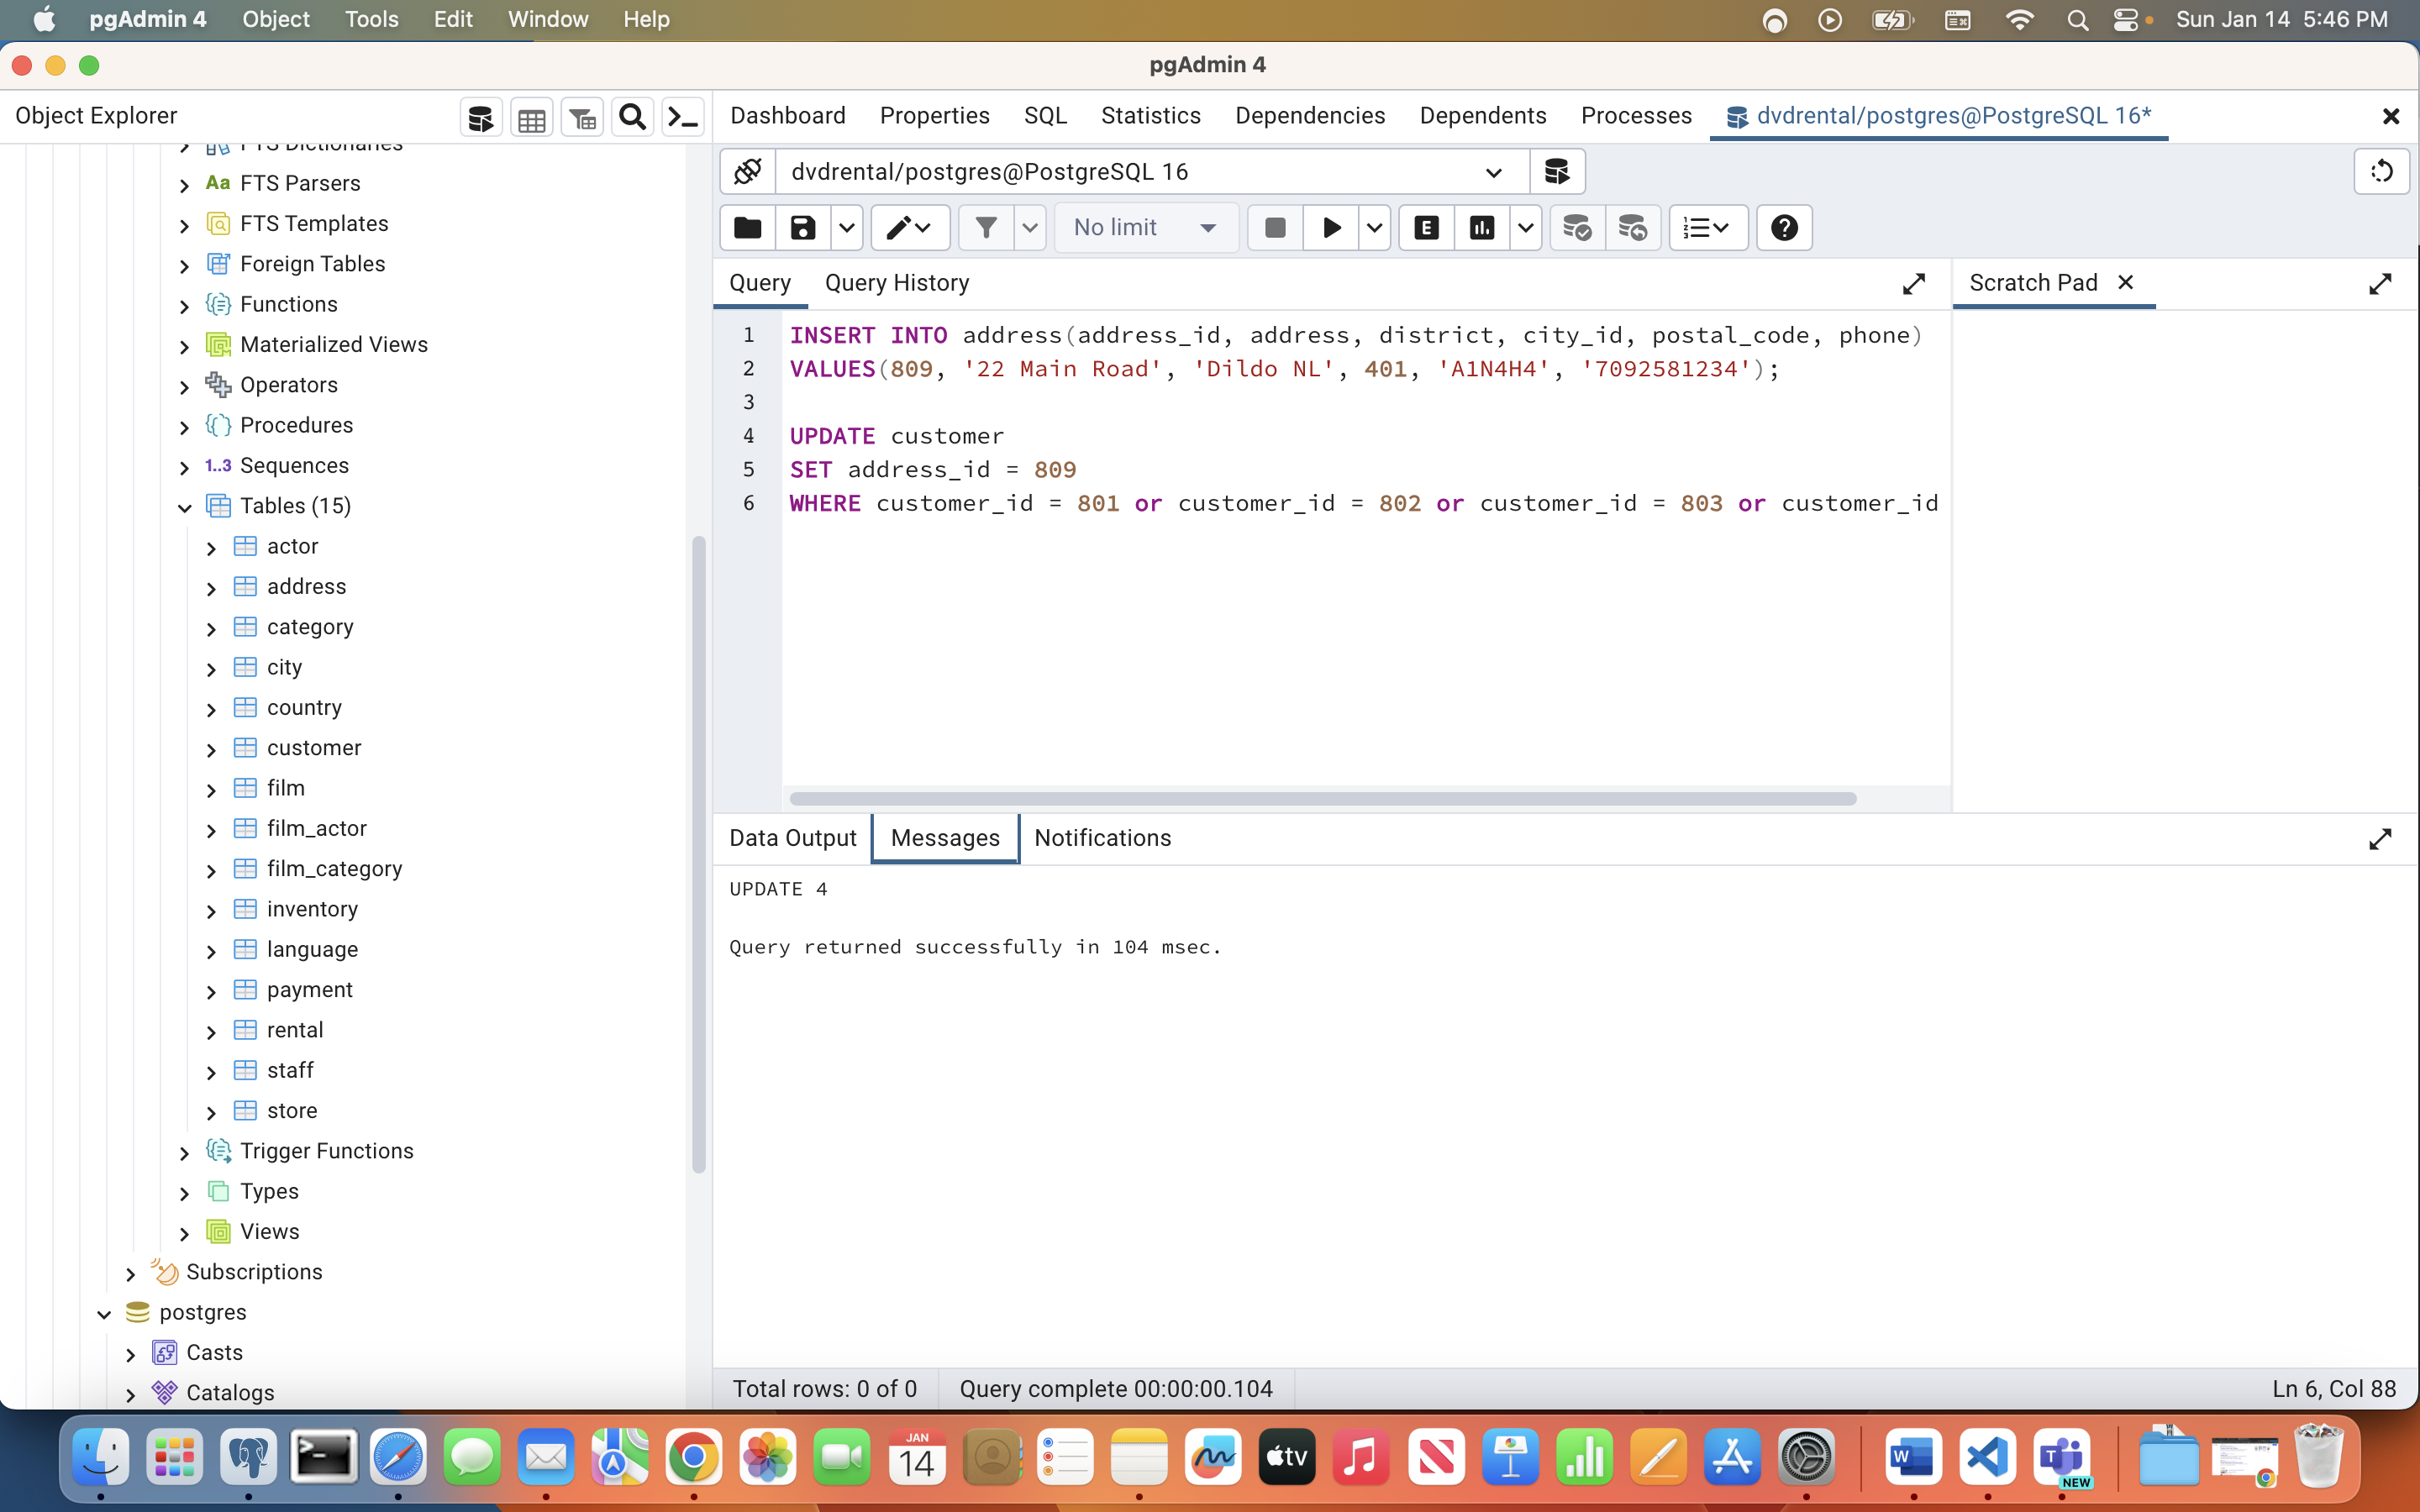 pgAdmin 4 Object Tools Edit Window Help Sun Jan 14 5:46 PM
pgAdmin 4
Object Explorer
Dashboard Properties SQL Statistics Dependencies Dependents Processes dvdrental/postgres@PostgreSQL 16*
FTS Dictionaries
Aa FTS Parsers
FTS Templates
Foreign Tables
Functions
Materialized Views
Operators
Procedures
1..3 Sequences
Tables (15)
actor
address
category
city
country
customer
film
film_actor
film_category
inventory
language
payment
rental
staff
store
Trigger Functions
Types
Views
Subscriptions
postgres
Casts
Catalogs
dvdrental/postgres@PostgreSQL 16
No limit E
Query Query History Scratch Pad
1 INSERT INTO address(address_id, address, district, city_id, postal_code, phone)
2 VALUES(809, '22 Main Road', 'Dildo NL', 401, 'A1N4H4', '7092581234');
3
4 UPDATE customer
5 SET address_id = 809
6 WHERE customer_id = 801 or customer_id = 802 or customer_id = 803 or customer_id
Data Output Messages Notifications
UPDATE 4
Query returned successfully in 104 msec.
Total rows: 0 of 0 Query complete 00:00:00.104 Ln 6, Col 88
JAN
14
tv
W
T
NEW